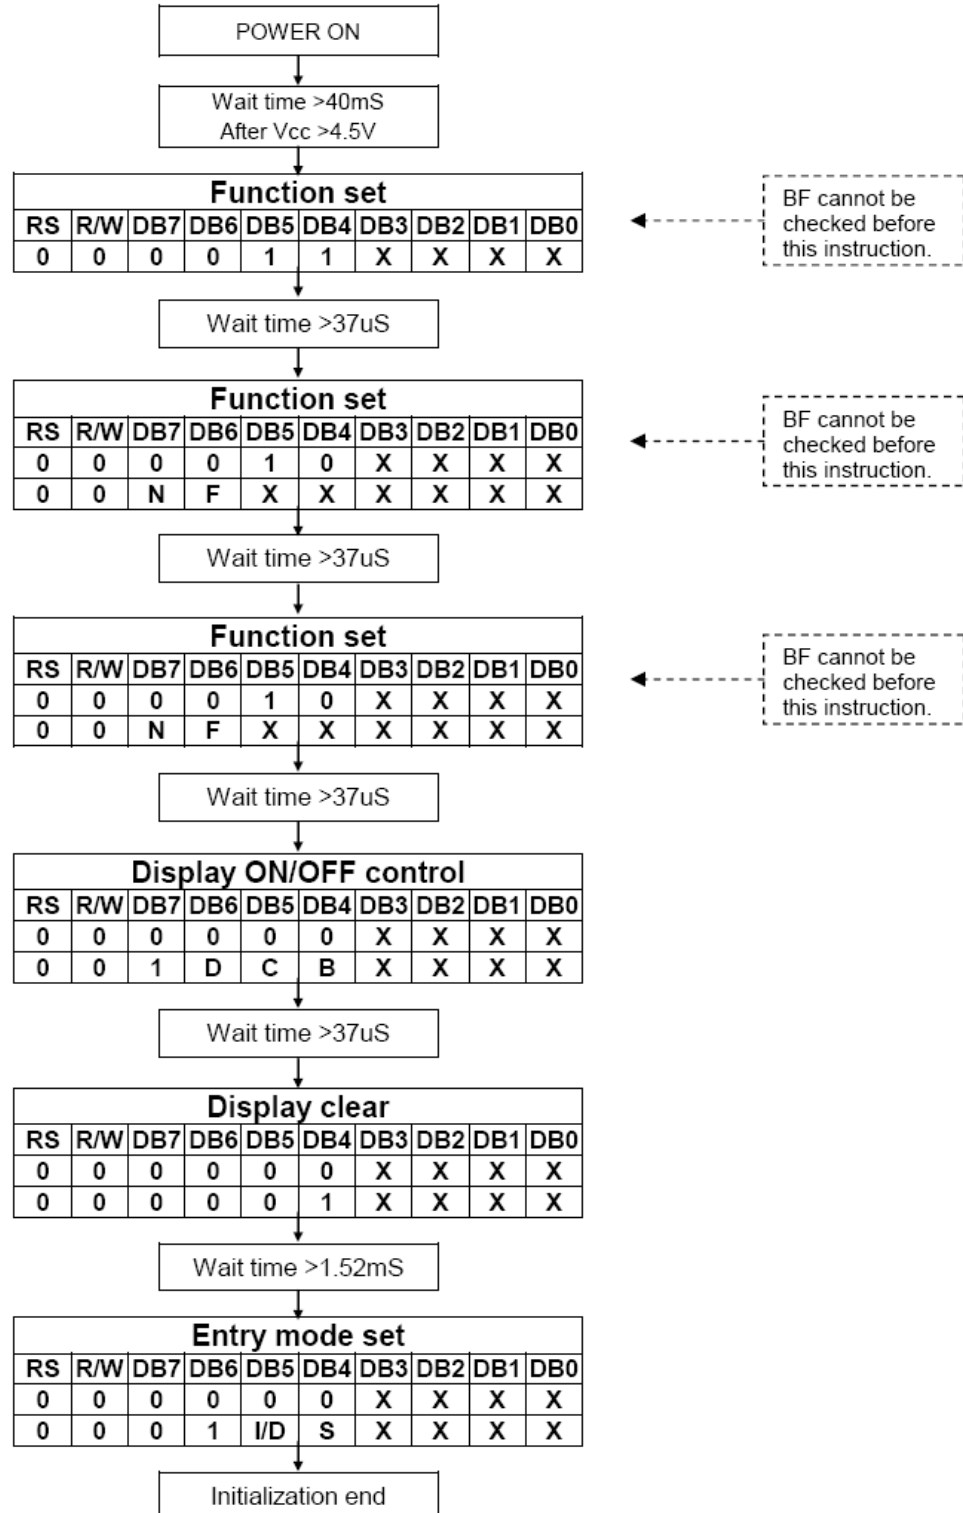 POWER ON
Wait time >40mS
After Vcc >4.5V
Function set
RS R/W DB7 DB6 DB5 DB4 DB3 DB2 DB1 DB0
0 0 0 0 1 1 X X X X
BF cannot be
checked before
this instruction.
Wait time >37uS
Function set
RS R/W DB7 DB6 DB5 DB4 DB3 DB2 DB1 DB0
0 0 0 0 1 0 X X X X
0 0 N F X X X X X X
BF cannot be
checked before
this instruction.
Wait time >37uS
Function set
RS R/W DB7 DB6 DB5 DB4 DB3 DB2 DB1 DB0
0 0 0 0 1 0 X X X X
0 0 N F X X X X X X
BF cannot be
checked before
this instruction.
Wait time >37uS
Display ON/OFF control
RS R/W DB7 DB6 DB5 DB4 DB3 DB2 DB1 DB0
0 0 0 0 0 0 X X X X
0 0 1 D C B X X X X
Wait time >37uS
Display clear
RS R/W DB7 DB6 DB5 DB4 DB3 DB2 DB1 DB0
0 0 0 0 0 0 X X X X
0 0 0 0 0 1 X X X X
Wait time >1.52mS
Entry mode set
RS R/W DB7 DB6 DB5 DB4 DB3 DB2 DB1 DB0
0 0 0 0 0 0 X X X X
0 0 0 1 I/D S X X X X
Initialization end